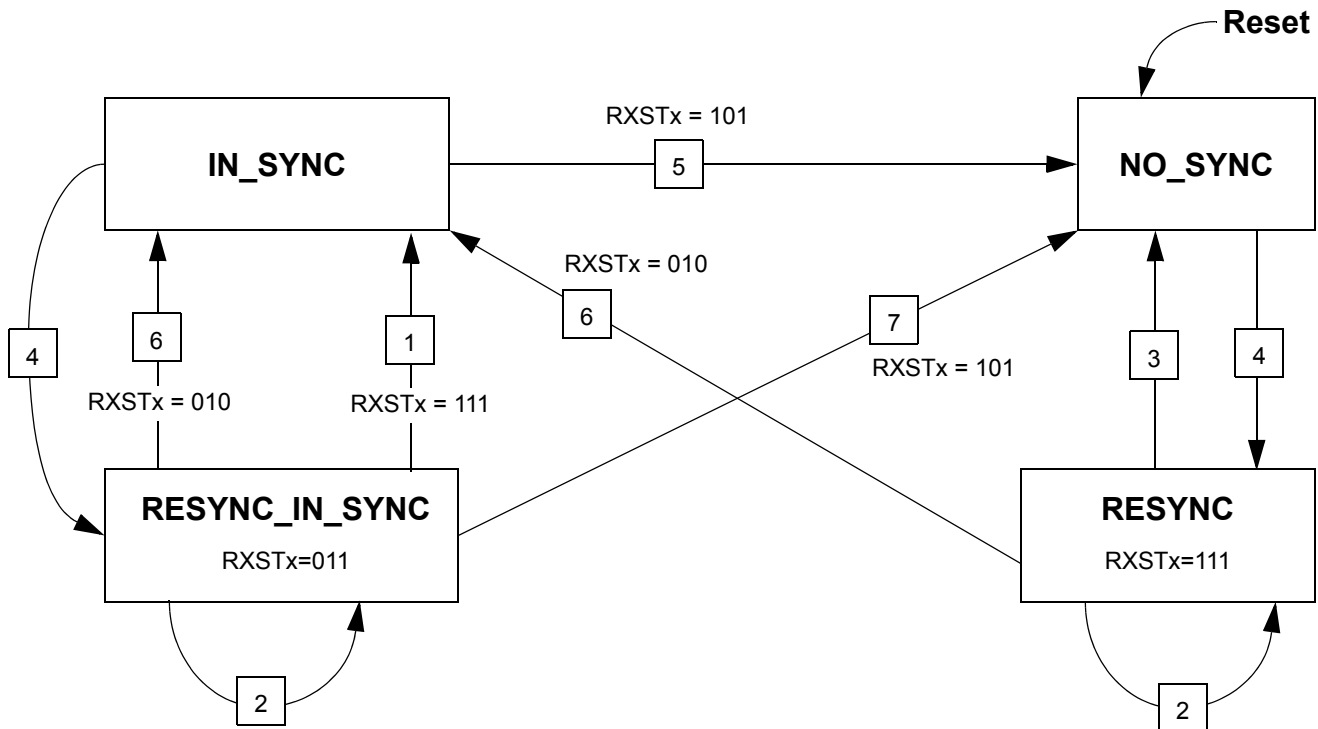 Reset
IN_SYNC
RXSTx = 101
5
NO_SYNC
RXSTx = 010
6
7
RXSTx = 101
4
6
RXSTx = 010
1
RXSTx = 111
3
4
RESYNC_IN_SYNC
RXSTx=011
2
RESYNC
RXSTx=111
2